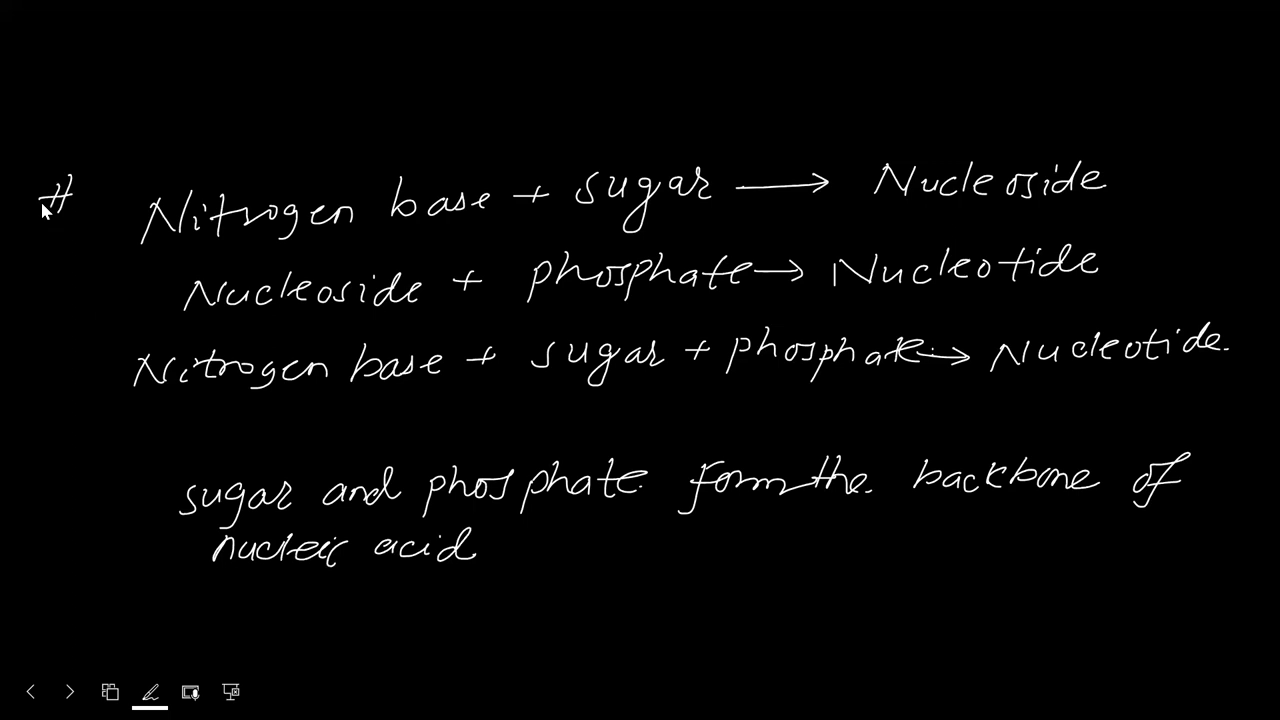 # Nitrogen base + sugar → Nucleoside
Nucleoside + phosphate → Nucleotide
Nitrogen base + sugar + phosphate → Nucleotide.
sugar and phosphate form the backbone of
nucleic acid